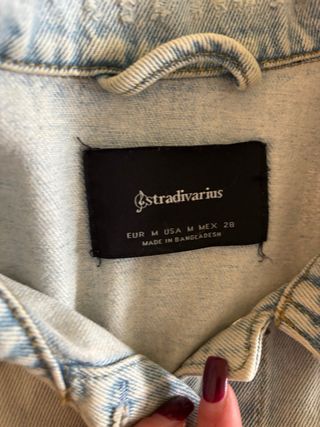 stradivarius
EUR M USA M MEX 28
MADE IN BANGLADESH